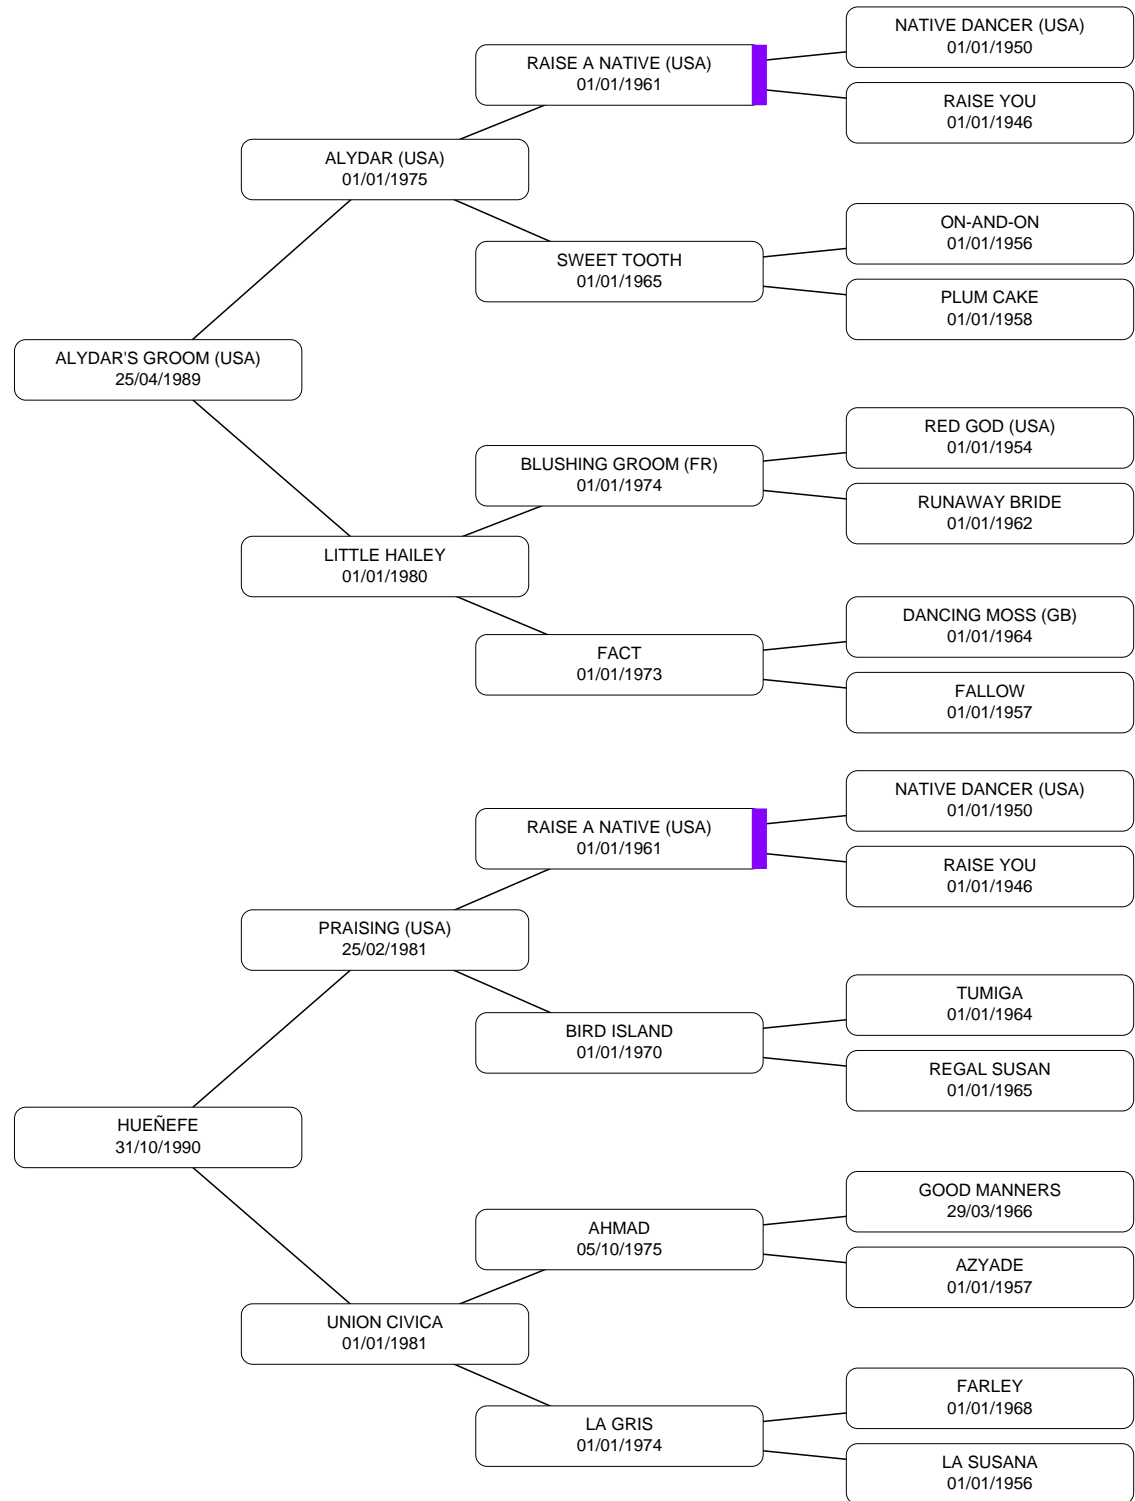 NATIVE DANCER (USA)
01/01/1950
RAISE A NATIVE (USA)
01/01/1961
RAISE YOU
01/01/1946
ALYDAR (USA)
01/01/1975
ON-AND-ON
01/01/1956
SWEET TOOTH
01/01/1965
PLUM CAKE
01/01/1958
ALYDAR'S GROOM (USA)
25/04/1989
RED GOD (USA)
01/01/1954
BLUSHING GROOM (FR)
01/01/1974
RUNAWAY BRIDE
01/01/1962
LITTLE HAILEY
01/01/1980
DANCING MOSS (GB)
01/01/1964
FACT
01/01/1973
FALLOW
01/01/1957
NATIVE DANCER (USA)
01/01/1950
RAISE A NATIVE (USA)
01/01/1961
RAISE YOU
01/01/1946
PRAISING (USA)
25/02/1981
TUMIGA
01/01/1964
BIRD ISLAND
01/01/1970
REGAL SUSAN
01/01/1965
HUEÑEFE
31/10/1990
GOOD MANNERS
29/03/1966
AHMAD
05/10/1975
AZYADE
01/01/1957
UNION CIVICA
01/01/1981
FARLEY
01/01/1968
LA GRIS
01/01/1974
LA SUSANA
01/01/1956